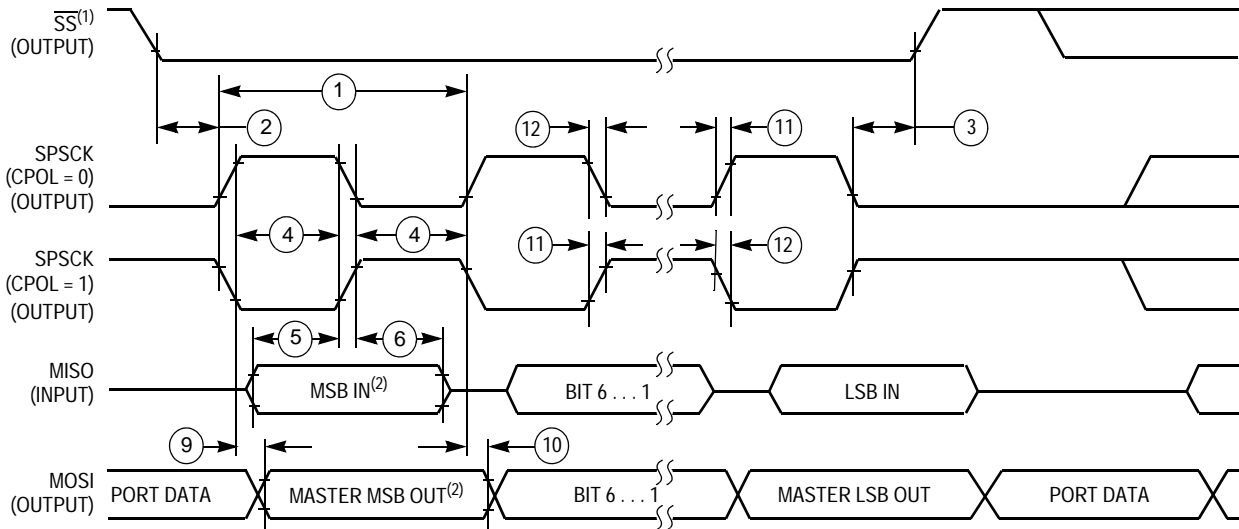 SS(1)
(OUTPUT)
1
2
12
11
3
SPSCK
(CPOL = 0)
(OUTPUT)
4
4
11
12
SPSCK
(CPOL = 1)
(OUTPUT)
5
6
MISO
(INPUT)
MSB IN(2)
BIT 6 . . . 1
LSB IN
9
10
MOSI
(OUTPUT)
PORT DATA
MASTER MSB OUT(2)
BIT 6 . . . 1
MASTER LSB OUT
PORT DATA